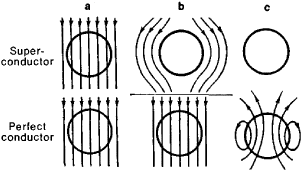 a b c
Super-
conductor
Perfect
conductor